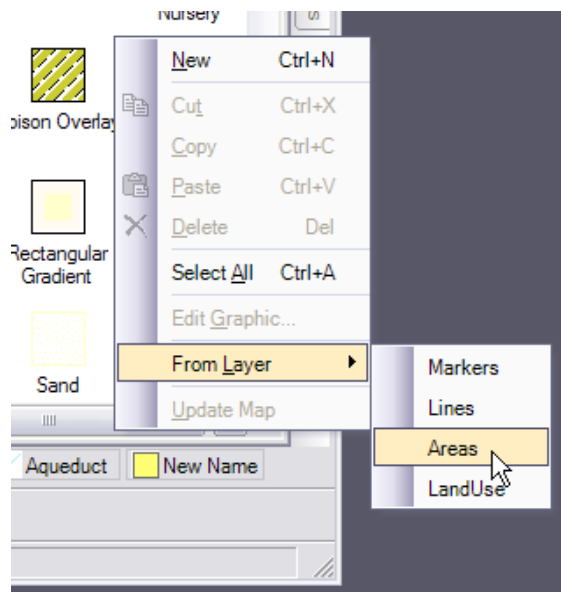 Nursery
New Ctrl+N
Cut Ctrl+X
Copy Ctrl+C
Paste Ctrl+V
Delete Del
Select All Ctrl+A
Edit Graphic...
From Layer
Update Map
Markers
Lines
Areas
LandUse
oison Overlay
Rectangular
Gradient
Sand
Aqueduct New Name